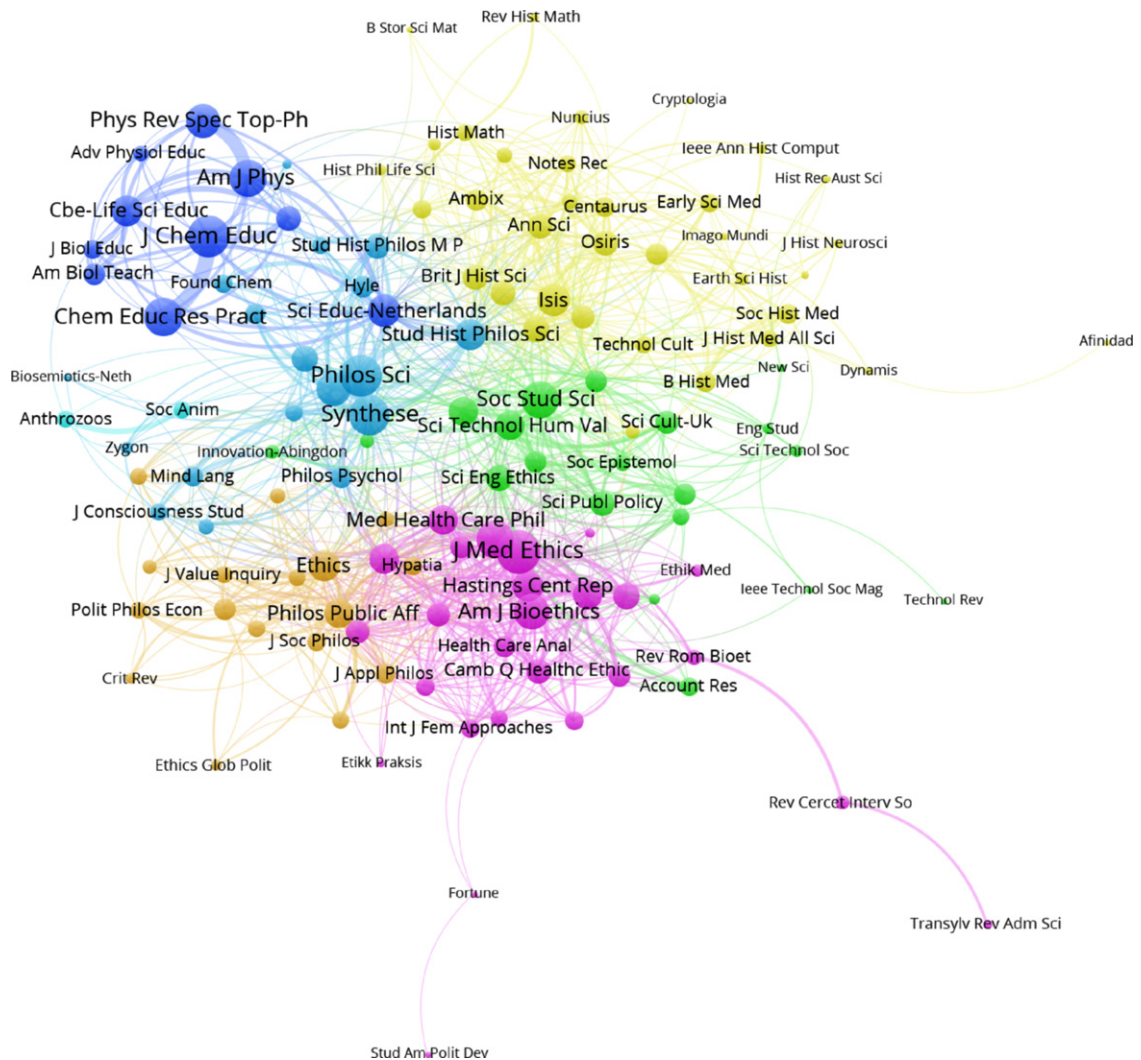 Rev Hist Math
B Stor Sci Mat
Cryptologia
Phys Rev Spec Top-Ph
Nuncius
Hist Math
Adv Physiol Educ
Ieee Ann Hist Comput
Notes Rec
Hist Phil Life Sci
Am J Phys
Hist Rec Aust Sci
Ambix
Centaurus
Early Sci Med
Cbe-Life Sci Educ
Ann Sci
J Chem Educ
Imago Mundi
Stud Hist Philos M P
Osiris
J Hist Neurosci
J Biol Educ
Am Biol Teach
Brit J Hist Sci
Earth Sci Hist
Found Chem
Hyle
Isis
Sci Educ-Netherlands
Chem Educ Res Pract
Soc Hist Med
Stud Hist Philos Sci
J Hist Med All Sci
Technol Cult
Afinidad
New Sci
Dynamis
Philos Sci
Biosemiotics-Neth
B Hist Med
Soc Stud Sci
Soc Anim
Anthrozoos
Synthese
Sci Technol Hum Val
Sci Cult-Uk
Eng Stud
Zygon
Innovation-Abingdon
Sci Technol Soc
Soc Epistemol
Mind Lang
Philos Psychol
Sci Eng Ethics
Sci Publ Policy
J Consciousness Stud
Med Health Care Phil
J Med Ethics
Ethics
Hypatia
Ethik Med
J Value Inquiry
Hastings Cent Rep
Ieee Technol Soc Mag
Technol Rev
Polit Philos Econ
Philos Public Aff
Am J Bioethics
J Soc Philos
Health Care Anal
Rev Rom Bioet
Crit Rev
J Appl Philos
Camb Q Healthc Ethic
Account Res
Int J Fem Approaches
Ethics Glob Polit
Etikk Praksis
Rev Cercet Interv So
Fortune
Transylv Rev Adm Sci
Stud Am Polit Dev